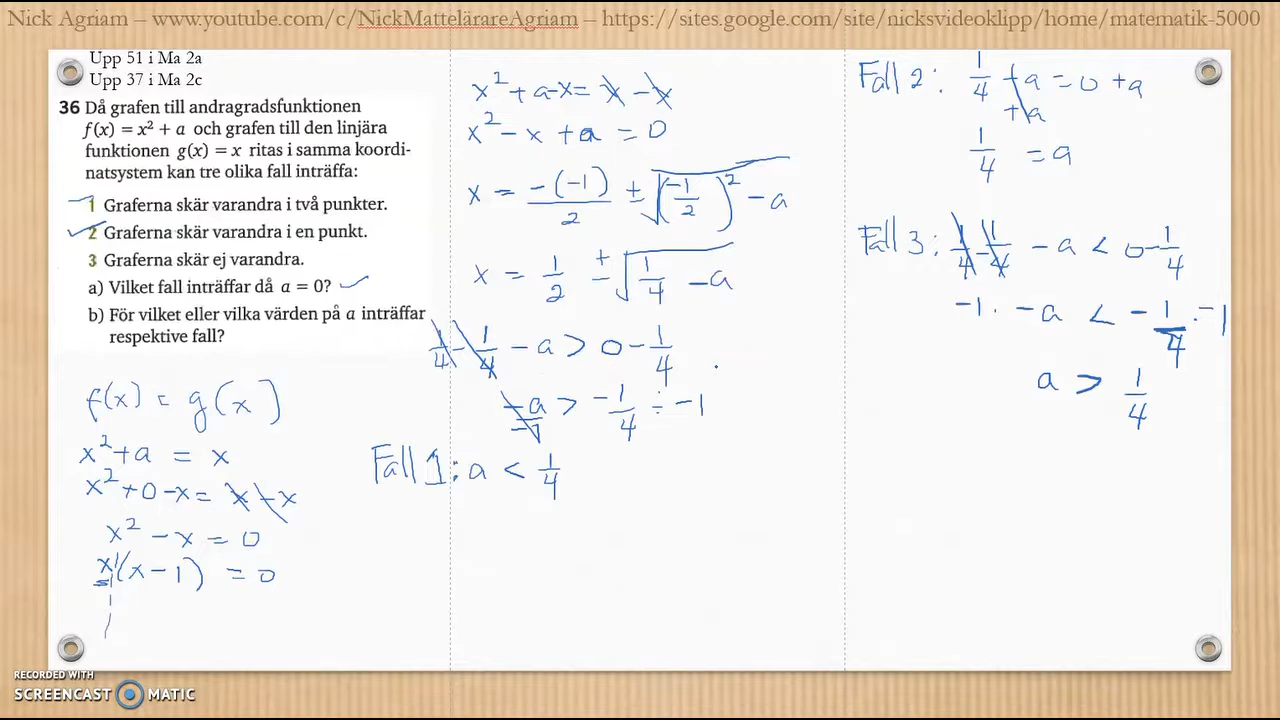 Nick Agriam – www.youtube.com/c/NickMattelärareAgriam – https://sites.google.com/site/nicksvideoklipp/home/matematik-5000
Upp 51 i Ma 2a
Upp 37 i Ma 2c
36 Då grafen till andragradsfunktionen
f(x) = x² + a och grafen till den linjära
funktionen g(x) = x ritas i samma koordi-
natsystem kan tre olika fall inträffa:
1 Graferna skär varandra i två punkter.
2 Graferna skär varandra i en punkt.
3 Graferna skär ej varandra.
a) Vilket fall inträffar då a = 0?
b) För vilket eller vilka värden på a inträffar
respektive fall?
f(x) = g(x)
x² + a = x
x² + 0 - x = x - x
x² - x = 0
x(x - 1) = 0
x² + a - x = x - x
x² - x + a = 0
x = -(-1)/2 ± √((-1/2)² - a)
x = 1/2 ± √(1/4 - a)
1/4 - 1/4 - a > 0 - 1/4
-a/-1 > -1/4 ÷ -1
Fall 1: a < 1/4
Fall 2: 1/4 - a = 0 + a
+a
1/4 = a
Fall 3: 1/4 - 1/4 - a < 0 - 1/4
-1 · -a < -1/4 · -1
a > 1/4
RECORDED WITH
SCREENCAST MATIC